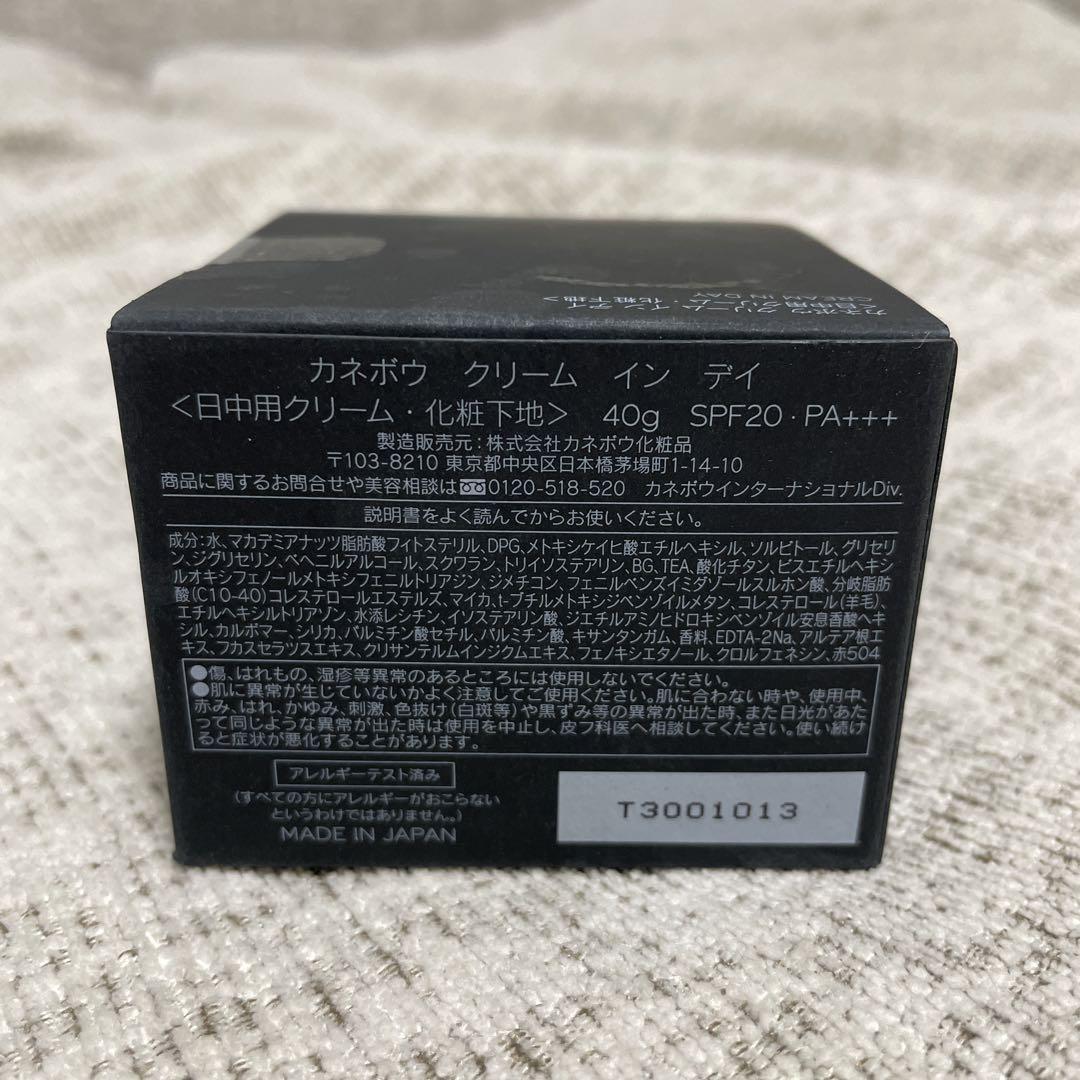 カネボウ クリーム イン デイ
<日中用クリーム・化粧下地>
CREAM IN DAY
カネボウ クリーム イン デイ
<日中用クリーム・化粧下地> 40g SPF20・PA+++
製造販売元:株式会社カネボウ化粧品
〒103-8210 東京都中央区日本橋茅場町1-14-10
商品に関するお問合せや美容相談は 0120-518-520 カネボウインターナショナルDiv.
説明書をよく読んでからお使いください。
成分:水、マカデミアナッツ脂肪酸フィトステリル、DPG、メトキシケイヒ酸エチルヘキシル、ソルビトール、グリセリ
ン、ジグリセリン、ベヘニルアルコール、スクワラン、トリイソステアリン、BG、TEA、酸化チタン、ビスエチルヘキシ
ルオキシフェノールメトキシフェニルトリアジン、ジメチコン、フェニルベンズイミダゾールスルホン酸、分岐脂肪
酸(C10-40)コレステロールエステルズ、マイカ、t-ブチルメトキシジベンゾイルメタン、コレステロール(羊毛)、
エチルヘキシルトリアゾン、水添レシチン、イソステアリン酸、ジエチルアミノヒドロキシベンゾイル安息香酸ヘキ
シル、カルボマー、シリカ、パルミチン酸セチル、パルミチン酸、キサンタンガム、香料、EDTA-2Na、アルテア根エ
キス、フカスセラツスエキス、クリサンテルムインジクムエキス、フェノキシエタノール、クロルフェネシン、赤504
●傷、はれもの、湿疹等異常のあるところには使用しないでください。
●肌に異常が生じていないかよく注意してご使用ください。肌に合わない時や、使用中、
赤み、はれ、かゆみ、刺激、色抜け(白斑等)や黒ずみ等の異常が出た時、また日光があた
って同じような異常が出た時は使用を中止し、皮フ科医へ相談してください。使い続け
ると症状が悪化することがあります。
アレルギーテスト済み
(すべての方にアレルギーがおこらない
というわけではありません。)
MADE IN JAPAN
T3001013